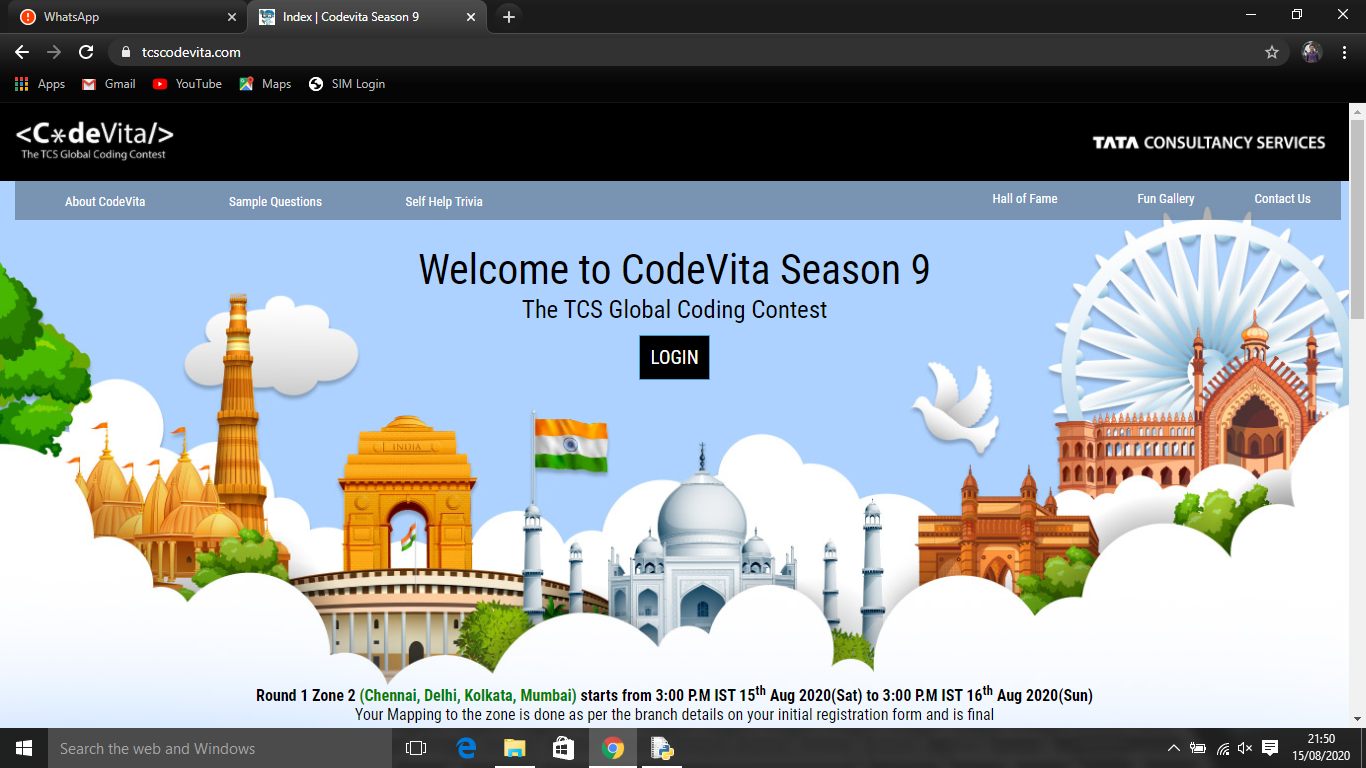 WhatsApp
Index | Codevita Season 9
tcscodevita.com
Apps Gmail YouTube Maps SIM Login
<C*deVita/>
The TCS Global Coding Contest
TATA CONSULTANCY SERVICES
About CodeVita Sample Questions Self Help Trivia Hall of Fame Fun Gallery Contact Us
Welcome to CodeVita Season 9
The TCS Global Coding Contest
LOGIN
INDIA
Round 1 Zone 2 (Chennai, Delhi, Kolkata, Mumbai) starts from 3:00 P.M IST 15th Aug 2020(Sat) to 3:00 P.M IST 16th Aug 2020(Sun)
Your Mapping to the zone is done as per the branch details on your initial registration form and is final
Search the web and Windows
21:50
15/08/2020